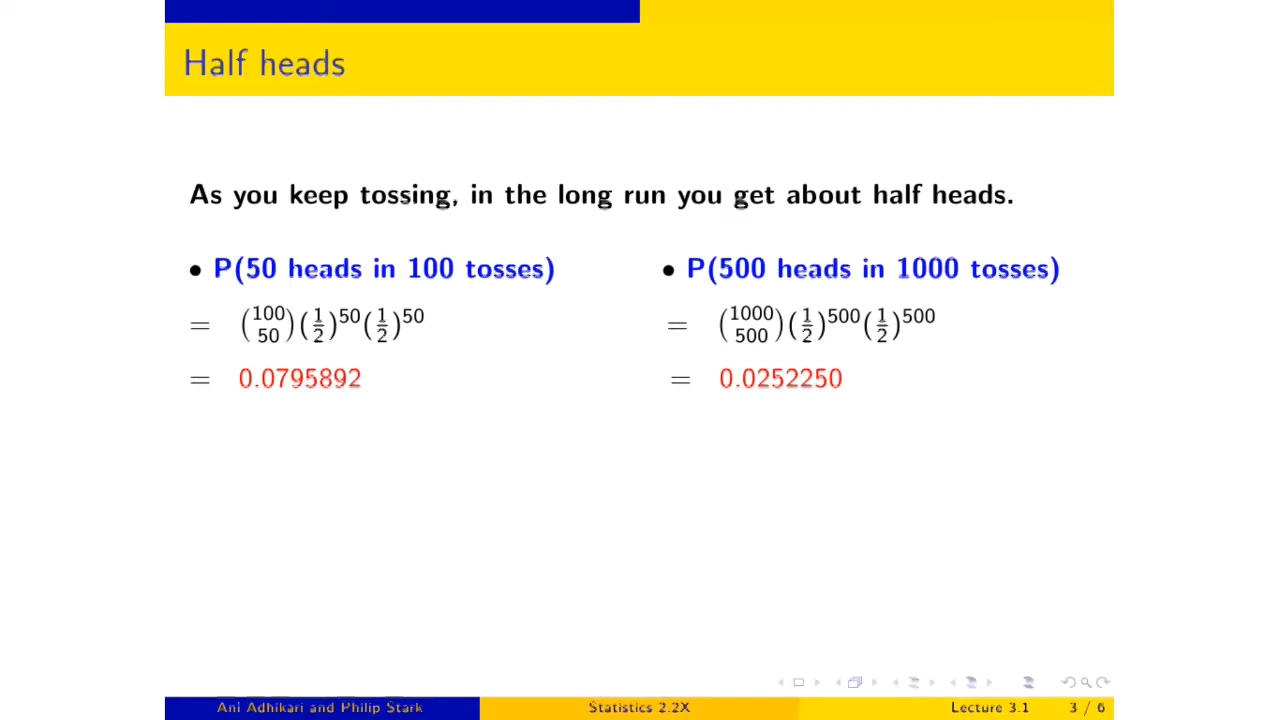 Half heads
As you keep tossing, in the long run you get about half heads.
• P(50 heads in 100 tosses)
= (100 50)(1/2)^50(1/2)^50
= 0.0795892
• P(500 heads in 1000 tosses)
= (1000 500)(1/2)^500(1/2)^500
= 0.0252250
Ani Adhikari and Philip Stark Statistics 2.2X Lecture 3.1 3 / 6